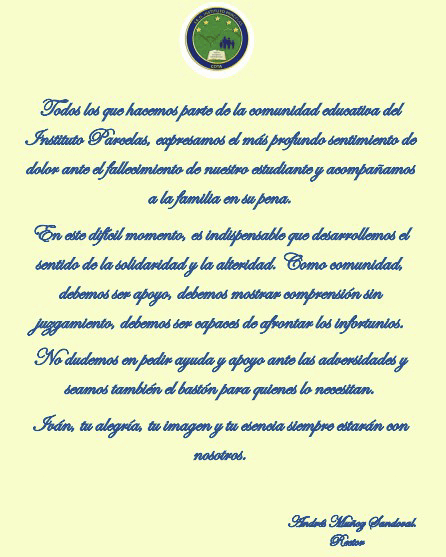 I.E.D. INSTITUTO PARCELAS
COTA
Todos los que hacemos parte de la comunidad educativa del
Instituto Parcelas, expresamos el más profundo sentimiento de
dolor ante el fallecimiento de nuestro estudiante y acompañamos
a la familia en su pena.
En este difícil momento, es indispensable que desarrollemos el
sentido de la solidaridad y la alteridad. Como comunidad,
debemos ser apoyo, debemos mostrar comprensión sin
juzgamiento, debemos ser capaces de afrontar los infortunios.
No dudemos en pedir ayuda y apoyo ante las adversidades y
seamos también el bastón para quienes lo necesitan.
Iván, tu alegría, tu imagen y tu esencia siempre estarán con
nosotros.
Andrés Muñoz Sandoval.
Rector